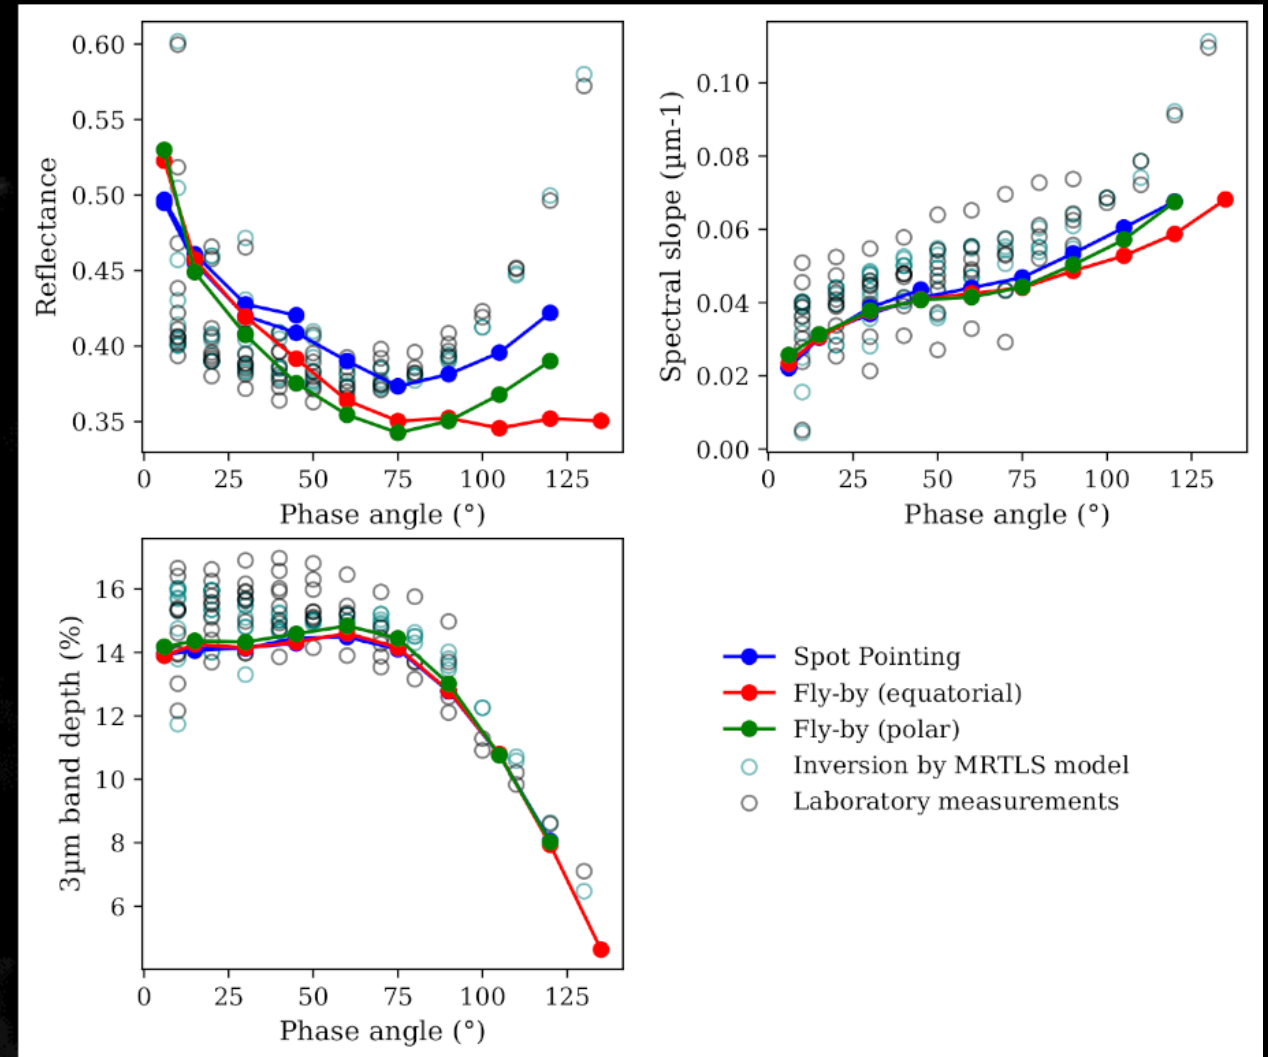 0.60
0.55
0.50
0.45
0.40
0.35
Reflectance
0 25 50 75 100 125
Phase angle (°)
0.10
0.08
0.06
0.04
0.02
0.00
Spectral slope (µm-1)
0 25 50 75 100 125
Phase angle (°)
16
14
12
10
8
6
3µm band depth (%)
0 25 50 75 100 125
Phase angle (°)
Spot Pointing
Fly-by (equatorial)
Fly-by (polar)
Inversion by MRTLS model
Laboratory measurements